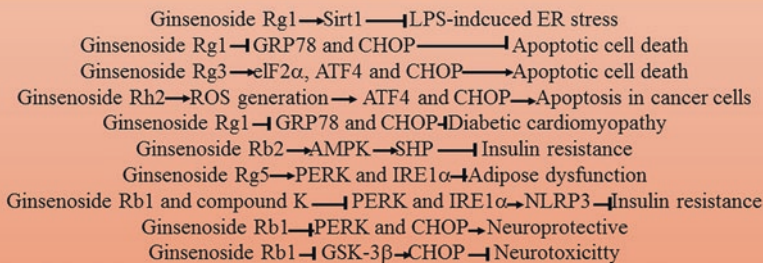 Ginsenoside Rg1→Sirt1⊣LPS-indcuced ER stress
Ginsenoside Rg1⊣GRP78 and CHOP⊣Apoptotic cell death
Ginsenoside Rg3→eIF2α, ATF4 and CHOP→Apoptotic cell death
Ginsenoside Rh2→ROS generation→ATF4 and CHOP→Apoptosis in cancer cells
Ginsenoside Rg1⊣GRP78 and CHOP⊣Diabetic cardiomyopathy
Ginsenoside Rb2→AMPK→SHP⊣Insulin resistance
Ginsenoside Rg5→PERK and IRE1α⊣Adipose dysfunction
Ginsenoside Rb1 and compound K⊣PERK and IRE1α→NLRP3⊣Insulin resistance
Ginsenoside Rb1⊣PERK and CHOP→Neuroprotective
Ginsenoside Rb1⊣GSK-3β→CHOP⊣Neurotoxicitty